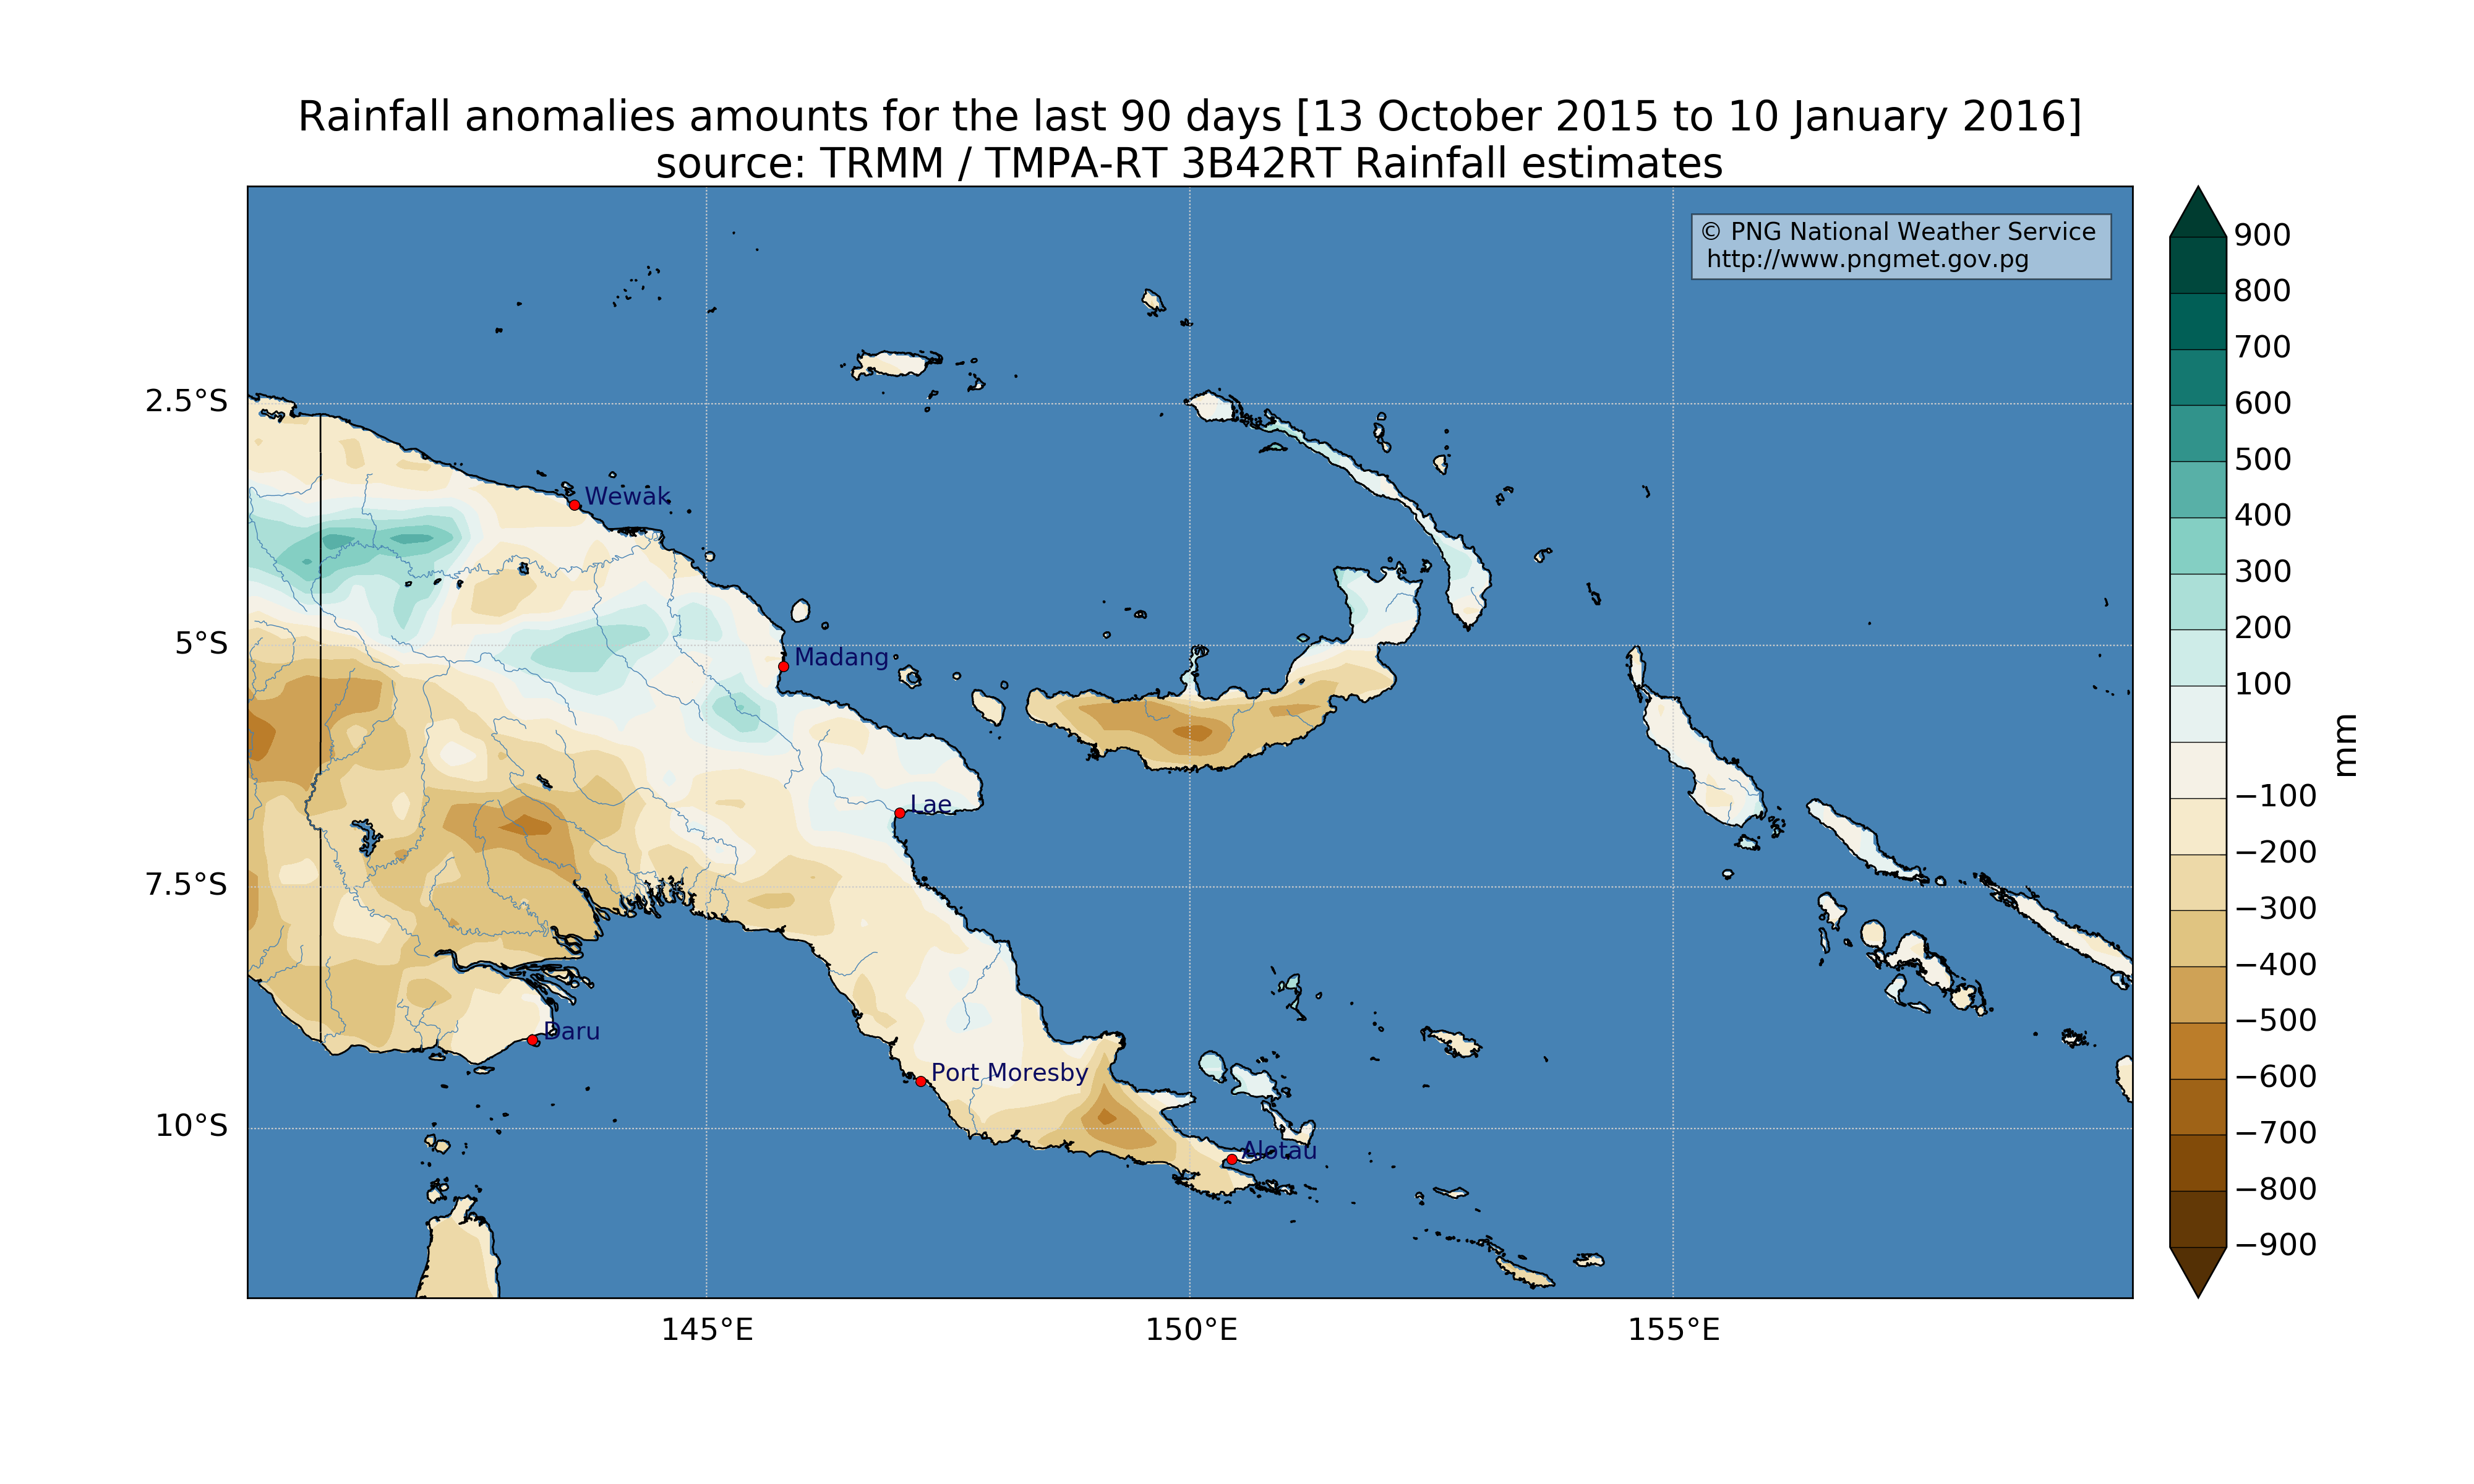 Rainfall anomalies amounts for the last 90 days [13 October 2015 to 10 January 2016]
source: TRMM / TMPA-RT 3B42RT Rainfall estimates
© PNG National Weather Service
http://www.pngmet.gov.pg
2.5°S
5°S
7.5°S
10°S
145°E
150°E
155°E
Wewak
Madang
Lae
Daru
Port Moresby
Alotau
900
800
700
600
500
400
300
200
100
−100
−200
−300
−400
−500
−600
−700
−800
−900
mm